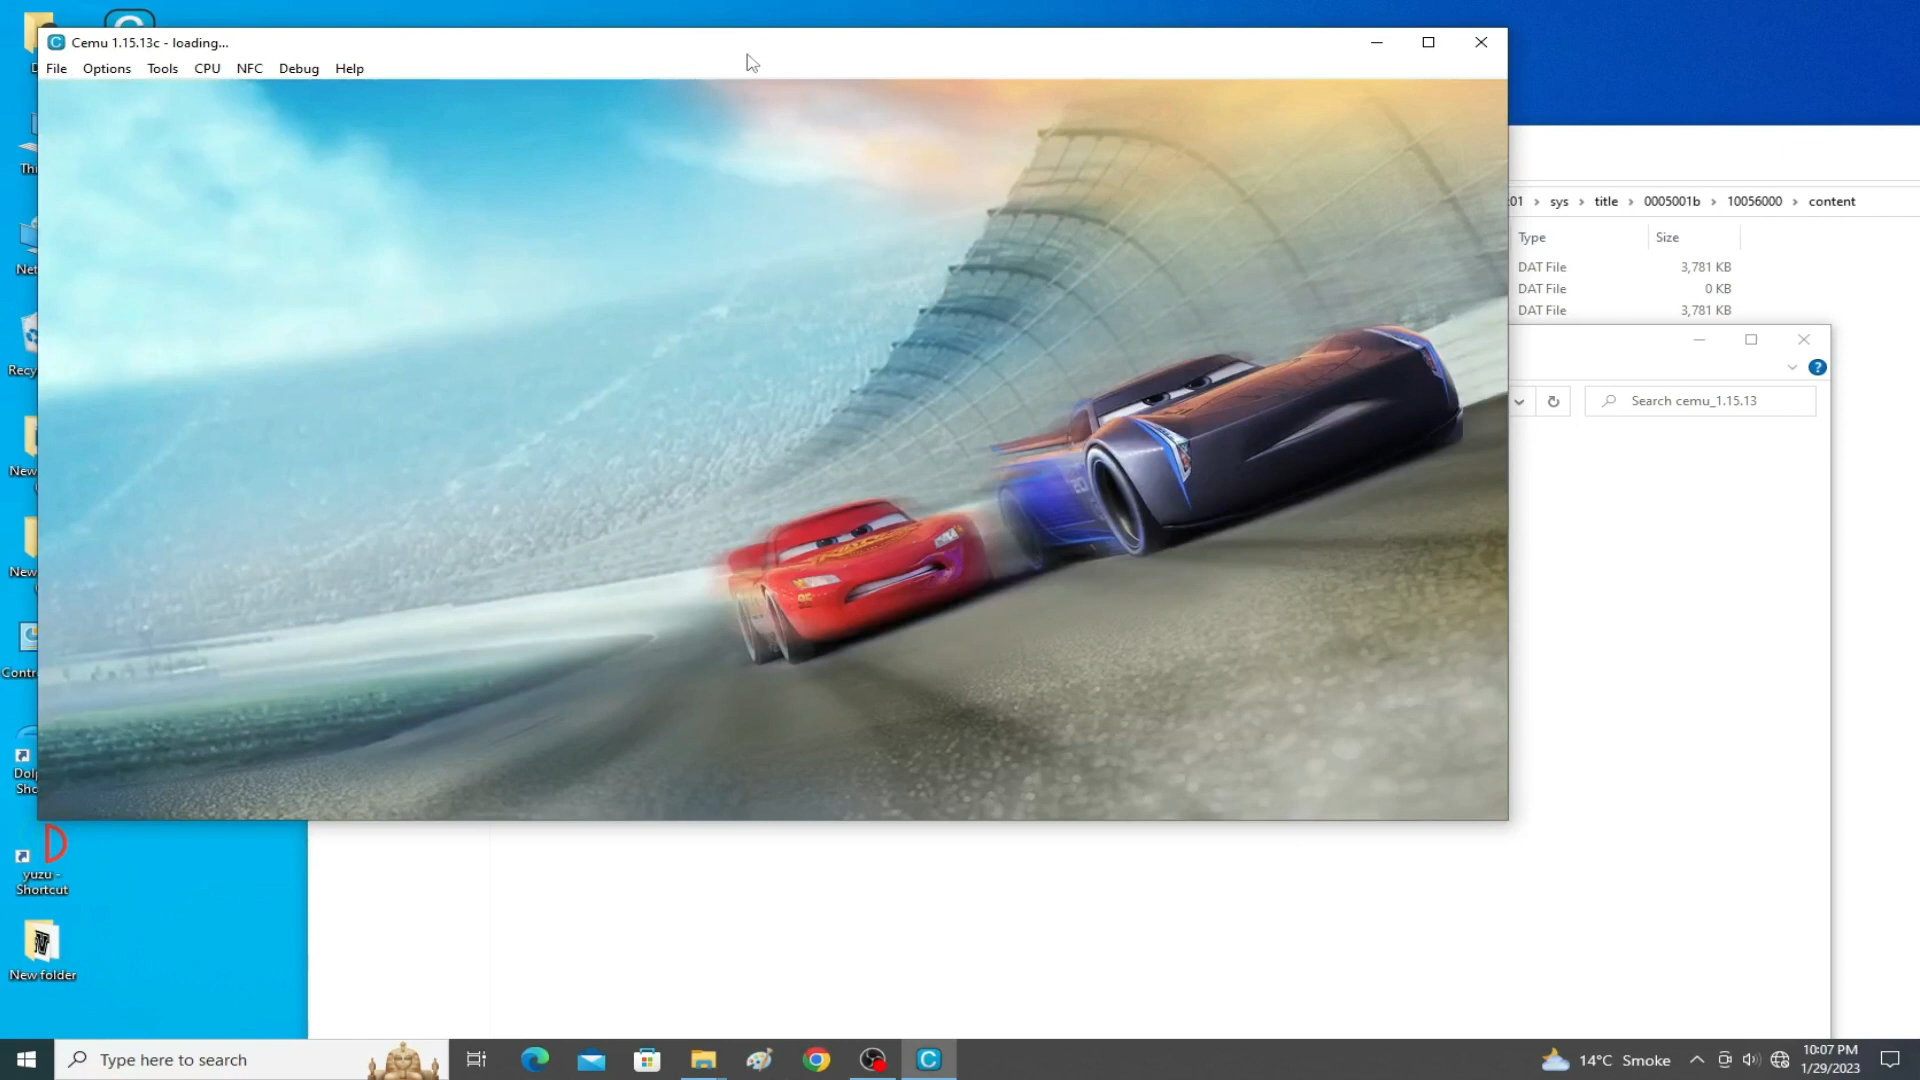 Cemu 1.15.13c - loading...
File Options Tools CPU NFC Debug Help
01 › sys › title › 0005001b › 10056000 › content
Type Size
DAT File 3,781 KB
DAT File 0 KB
DAT File 3,781 KB
Search cemu_1.15.13
Thi
Net
Recy
New
New
Contr
Dolp
Sho
yuzu -
Shortcut
New folder
Type here to search
14°C Smoke
10:07 PM
1/29/2023